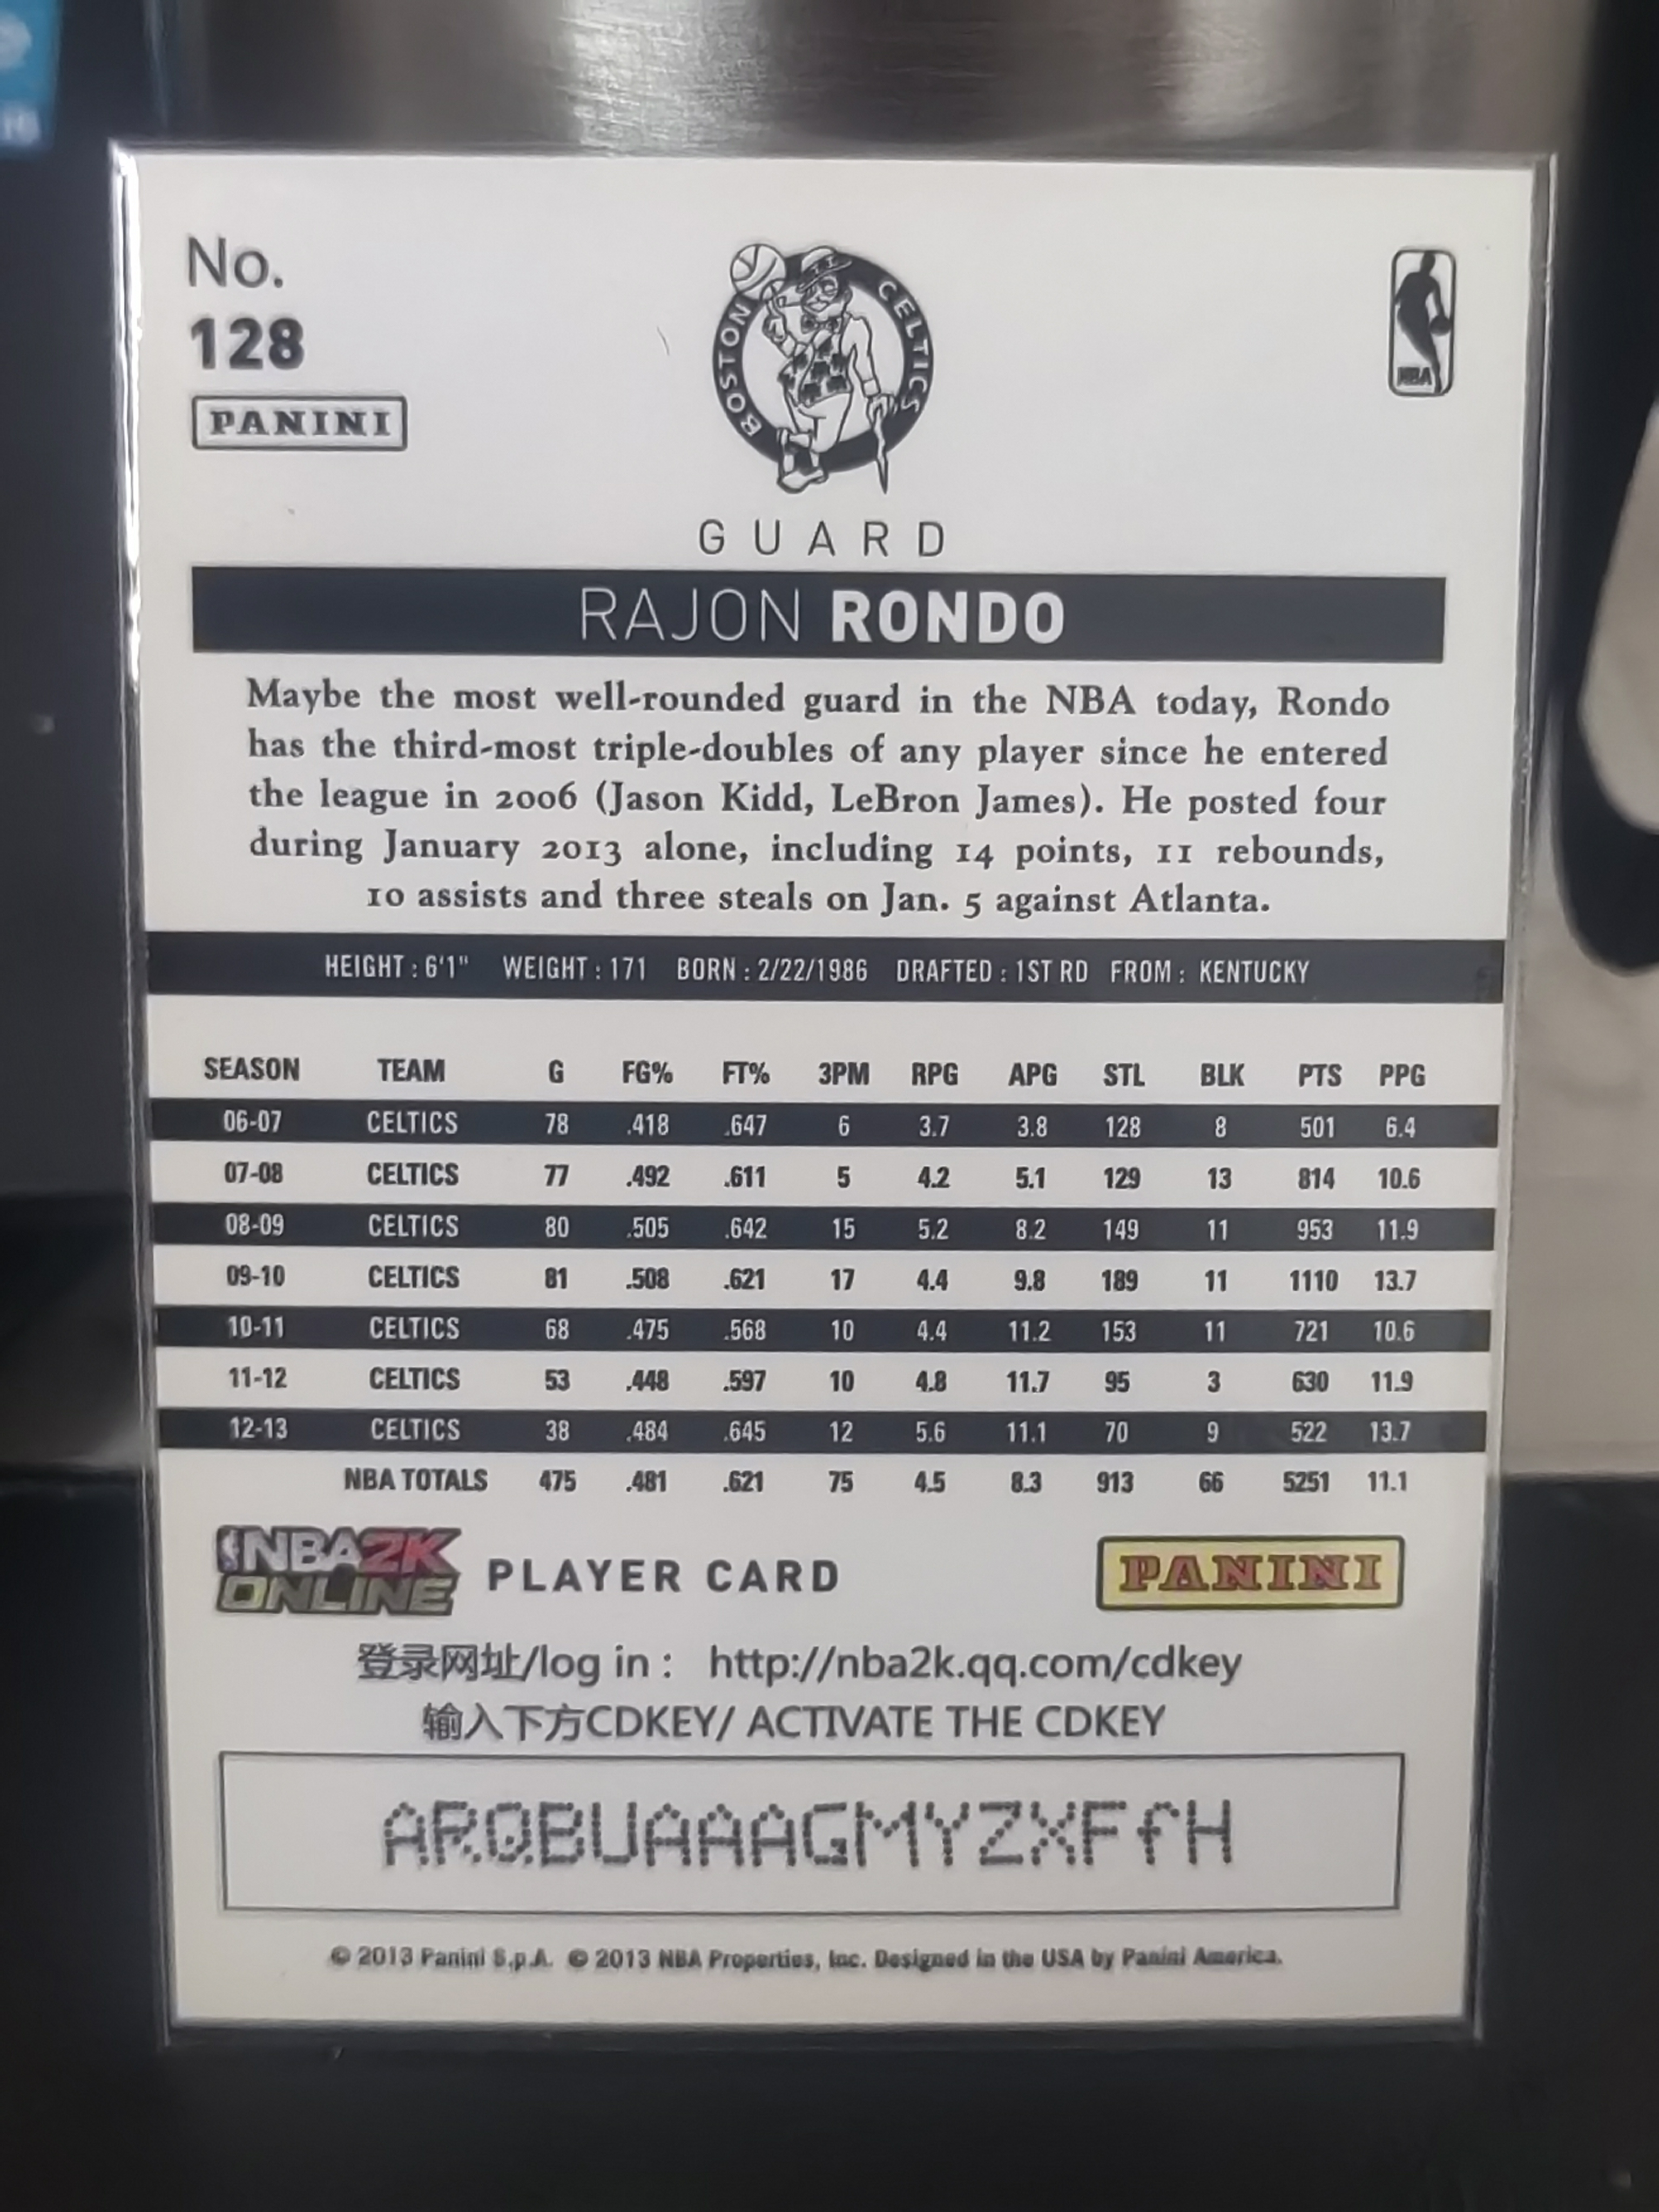 No.
128
PANINI
BOSTON CELTICS
NBA
GUARD
RAJON RONDO
Maybe the most well-rounded guard in the NBA today, Rondo
has the third-most triple-doubles of any player since he entered
the league in 2006 (Jason Kidd, LeBron James). He posted four
during January 2013 alone, including 14 points, 11 rebounds,
10 assists and three steals on Jan. 5 against Atlanta.
HEIGHT : 6'1" WEIGHT : 171 BORN : 2/22/1986 DRAFTED : 1ST RD FROM : KENTUCKY
SEASON TEAM G FG% FT% 3PM RPG APG STL BLK PTS PPG
06-07 CELTICS 78 .418 .647 6 3.7 3.8 128 8 501 6.4
07-08 CELTICS 77 .492 .611 5 4.2 5.1 129 13 814 10.6
08-09 CELTICS 80 .505 .642 15 5.2 8.2 149 11 953 11.9
09-10 CELTICS 81 .508 .621 17 4.4 9.8 189 11 1110 13.7
10-11 CELTICS 68 .475 .568 10 4.4 11.2 153 11 721 10.6
11-12 CELTICS 53 .448 .597 10 4.8 11.7 95 3 630 11.9
12-13 CELTICS 38 .484 .645 12 5.6 11.1 70 9 522 13.7
NBA TOTALS 475 .481 .621 75 4.5 8.3 913 66 5251 11.1
NBA2K ONLINE PLAYER CARD PANINI
登录网址/log in : http://nba2k.qq.com/cdkey
输入下方CDKEY/ ACTIVATE THE CDKEY
ARQBUAAAGMYZXFfH
© 2013 Panini S.p.A. © 2013 NBA Properties, Inc. Designed in the USA by Panini America.